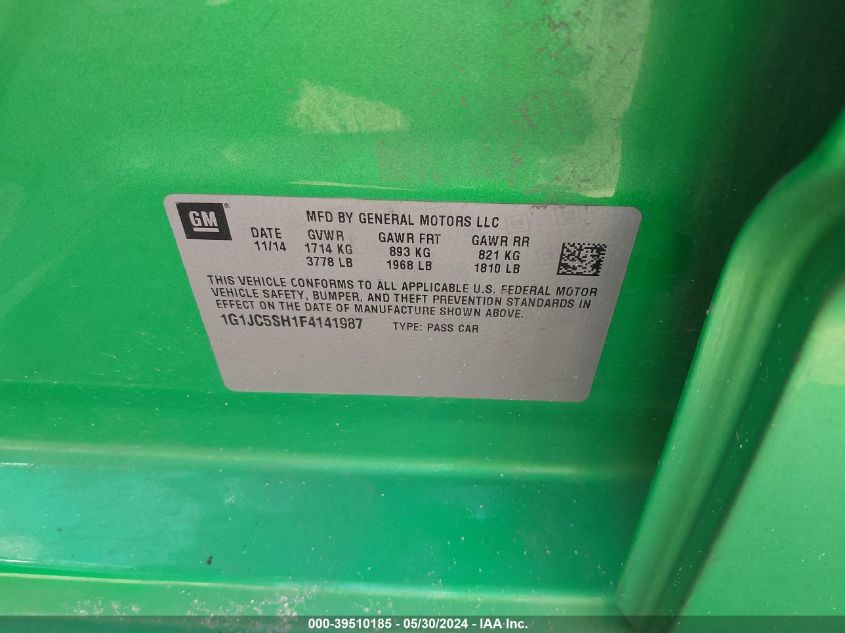 GM
®
MFD BY GENERAL MOTORS LLC
DATE GVWR GAWR FRT GAWR RR
11/14 1714 KG 893 KG 821 KG
3778 LB 1968 LB 1810 LB
THIS VEHICLE CONFORMS TO ALL APPLICABLE U.S. FEDERAL MOTOR
VEHICLE SAFETY, BUMPER, AND THEFT PREVENTION STANDARDS IN
EFFECT ON THE DATE OF MANUFACTURE SHOWN ABOVE.
1G1JC5SH1F4141987 TYPE: PASS CAR
000-39510185 - 05/30/2024 - IAA Inc.